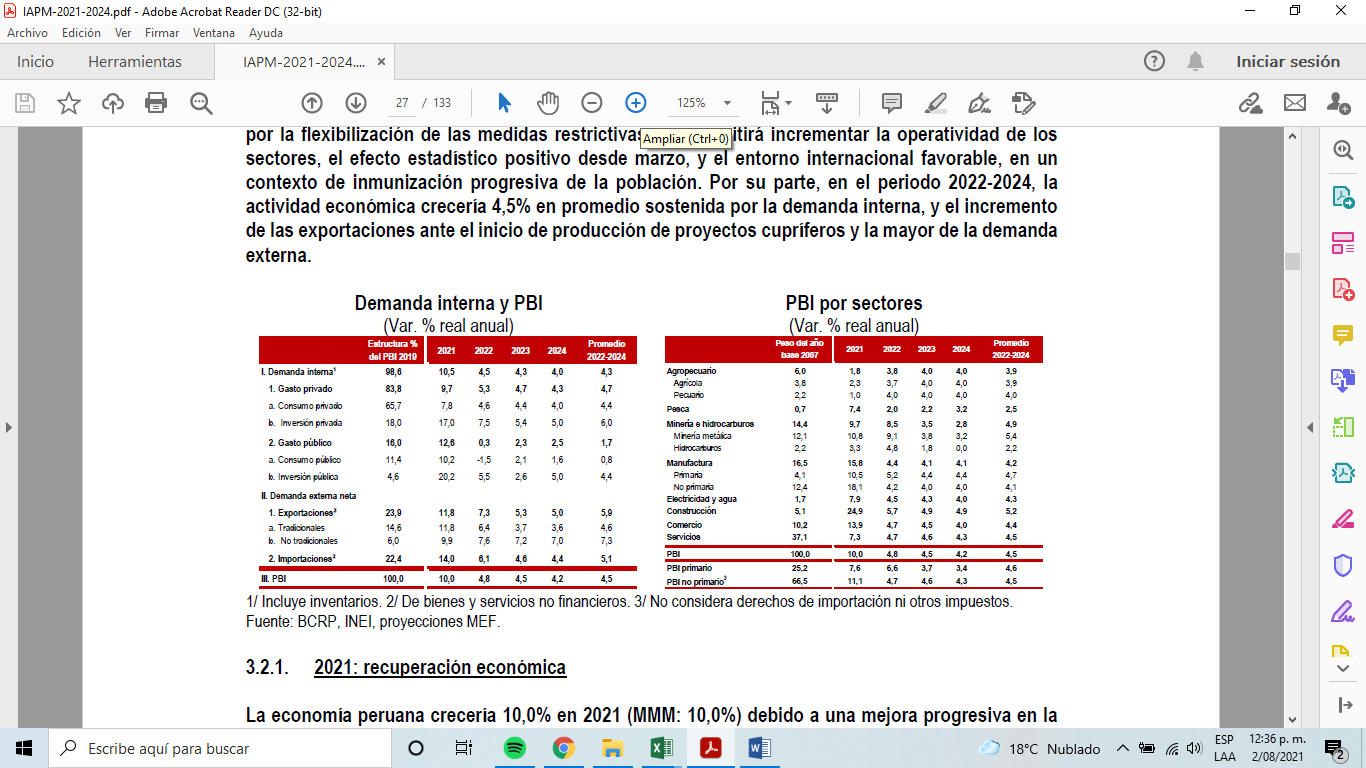 IAPM-2021-2024.pdf - Adobe Acrobat Reader DC (32-bit)
Archivo Edición Ver Firmar Ventana Ayuda
Inicio Herramientas IAPM-2021-2024.... × Iniciar sesión
27 / 133 125%
por la flexibilización de las medidas restrictivas itirá incrementar la operatividad de los
Ampliar (Ctrl+0)
sectores, el efecto estadístico positivo desde marzo, y el entorno internacional favorable, en un
contexto de inmunización progresiva de la población. Por su parte, en el periodo 2022-2024, la
actividad económica crecería 4,5% en promedio sostenida por la demanda interna, y el incremento
de las exportaciones ante el inicio de producción de proyectos cupríferos y la mayor de la demanda
externa.
Demanda interna y PBI
(Var. % real anual)
Estructura % del PBI 2019 2021 2022 2023 2024 Promedio 2022-2024
I. Demanda interna¹ 98,6 10,5 4,5 4,3 4,0 4,3
1. Gasto privado 83,8 9,7 5,3 4,7 4,3 4,7
a. Consumo privado 65,7 7,8 4,6 4,4 4,0 4,4
b. Inversión privada 18,0 17,0 7,5 5,4 5,0 6,0
2. Gasto público 16,0 12,6 0,3 2,3 2,5 1,7
a. Consumo público 11,4 10,2 -1,5 2,1 1,6 0,8
b. Inversión pública 4,6 20,2 5,5 2,6 5,0 4,4
II. Demanda externa neta
1. Exportaciones² 23,9 11,8 7,3 5,3 5,0 5,9
a. Tradicionales 14,6 11,8 6,4 3,7 3,6 4,6
b. No tradicionales 6,0 9,9 7,6 7,2 7,0 7,3
2. Importaciones² 22,4 14,0 6,1 4,6 4,4 5,1
III. PBI 100,0 10,0 4,8 4,5 4,2 4,5
PBI por sectores
(Var. % real anual)
Peso del año base 2007 2021 2022 2023 2024 Promedio 2022-2024
Agropecuario 6,0 1,8 3,8 4,0 4,0 3,9
Agrícola 3,8 2,3 3,7 4,0 4,0 3,9
Pecuario 2,2 1,0 4,0 4,0 4,0 4,0
Pesca 0,7 7,4 2,0 2,2 3,2 2,5
Minería e hidrocarburos 14,4 9,7 8,5 3,5 2,8 4,9
Minería metálica 12,1 10,8 9,1 3,8 3,2 5,4
Hidrocarburos 2,2 3,3 4,8 1,8 0,0 2,2
Manufactura 16,5 15,8 4,4 4,1 4,1 4,2
Primaria 4,1 10,5 5,2 4,4 4,4 4,7
No primaria 12,4 18,1 4,2 4,0 4,0 4,1
Electricidad y agua 1,7 7,9 4,5 4,3 4,0 4,3
Construcción 5,1 24,9 5,7 4,9 4,9 5,2
Comercio 10,2 13,9 4,7 4,5 4,0 4,4
Servicios 37,1 7,3 4,7 4,6 4,3 4,5
PBI 100,0 10,0 4,8 4,5 4,2 4,5
PBI primario 25,2 7,6 6,6 3,7 3,4 4,6
PBI no primario³ 66,5 11,1 4,7 4,6 4,3 4,5
1/ Incluye inventarios. 2/ De bienes y servicios no financieros. 3/ No considera derechos de importación ni otros impuestos.
Fuente: BCRP, INEI, proyecciones MEF.
3.2.1. 2021: recuperación económica
La economía peruana crecería 10,0% en 2021 (MMM: 10,0%) debido a una mejora progresiva en la
Escribe aquí para buscar
18°C Nublado
ESP
LAA
12:36 p. m.
2/08/2021
2